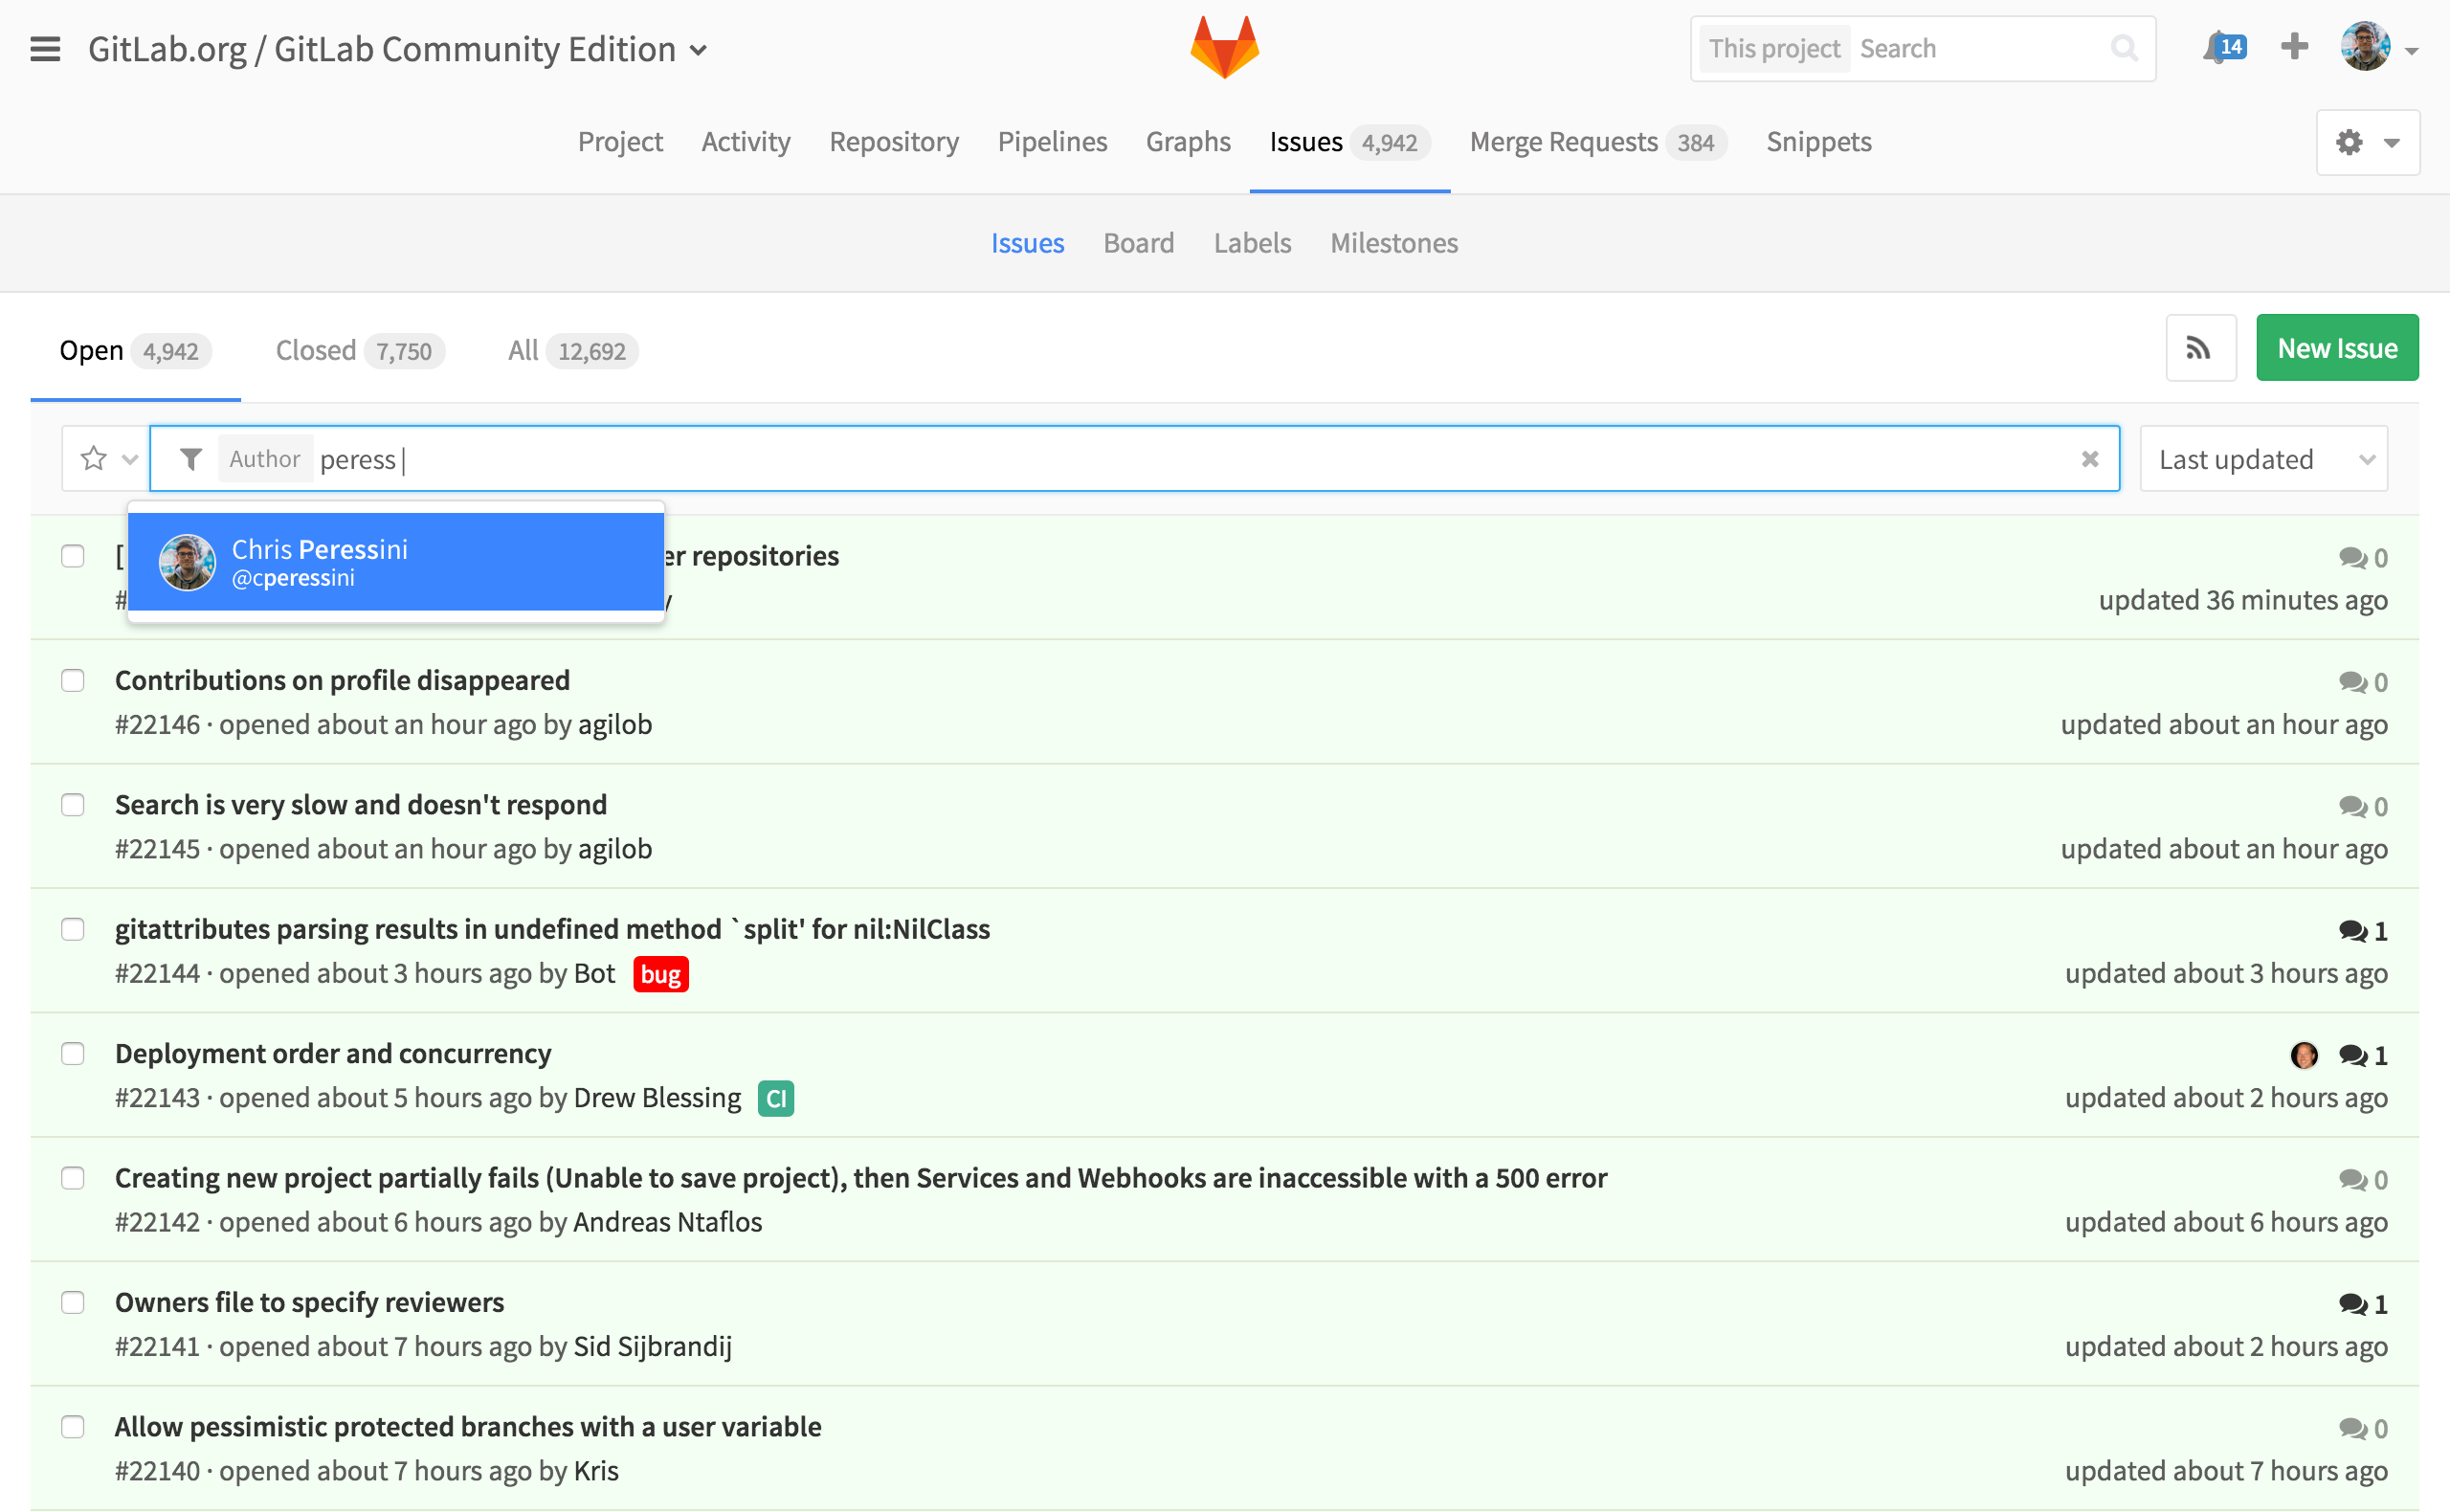 GitLab.org / GitLab Community Edition
This project Search
14
Project Activity Repository Pipelines Graphs Issues 4,942 Merge Requests 384 Snippets
Issues Board Labels Milestones
Open 4,942 Closed 7,750 All 12,692
New Issue
Author peress
Last updated
Chris Peressini
@cperessini
[
er repositories
0
#
y
updated 36 minutes ago
Contributions on profile disappeared
0
#22146 · opened about an hour ago by agilob
updated about an hour ago
Search is very slow and doesn't respond
0
#22145 · opened about an hour ago by agilob
updated about an hour ago
gitattributes parsing results in undefined method `split' for nil:NilClass
1
#22144 · opened about 3 hours ago by Bot bug
updated about 3 hours ago
Deployment order and concurrency
1
#22143 · opened about 5 hours ago by Drew Blessing CI
updated about 2 hours ago
Creating new project partially fails (Unable to save project), then Services and Webhooks are inaccessible with a 500 error
0
#22142 · opened about 6 hours ago by Andreas Ntaflos
updated about 6 hours ago
Owners file to specify reviewers
1
#22141 · opened about 7 hours ago by Sid Sijbrandij
updated about 2 hours ago
Allow pessimistic protected branches with a user variable
0
#22140 · opened about 7 hours ago by Kris
updated about 7 hours ago